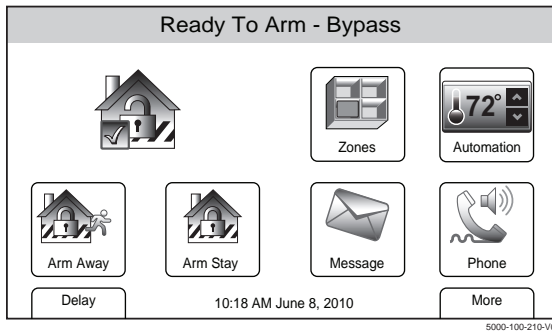 Ready To Arm - Bypass
72°
Zones
Automation
Arm Away
Arm Stay
Message
Phone
Delay
10:18 AM June 8, 2010
More